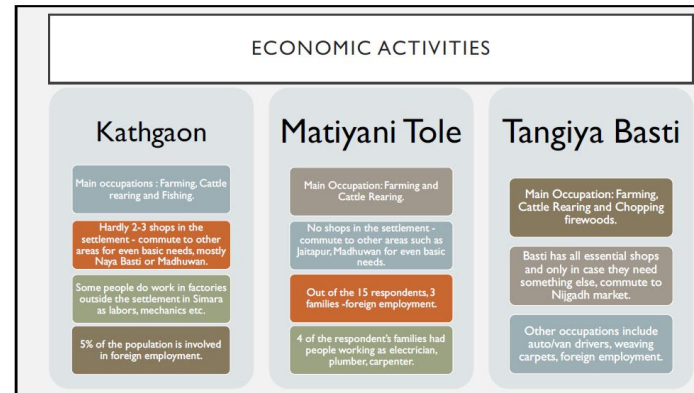 ECONOMIC ACTIVITIES
Kathgaon
Main occupations : Farming, Cattle
rearing and Fishing.
Hardly 2-3 shops in the
settlement - commute to other
areas for even basic needs, mostly
Naya Basti or Madhuwan.
Some people do work in factories
outside the settlement in Simara
as labors, mechanics etc.
5% of the population is involved
in foreign employment.
Matiyani Tole
Main Occupation: Farming and
Cattle Rearing.
No shops in the settlement -
commute to other areas such as
Jaitapur, Madhuwan for even basic
needs.
Out of the 15 respondents, 3
families -foreign employment.
4 of the respondent's families had
people working as electrician,
plumber, carpenter.
Tangiya Basti
Main Occupation: Farming,
Cattle Rearing and Chopping
firewoods.
Basti has all essential shops
and only in case they need
something else, commute to
Nijgadh market.
Other occupations include
auto/van drivers, weaving
carpets, foreign employment.